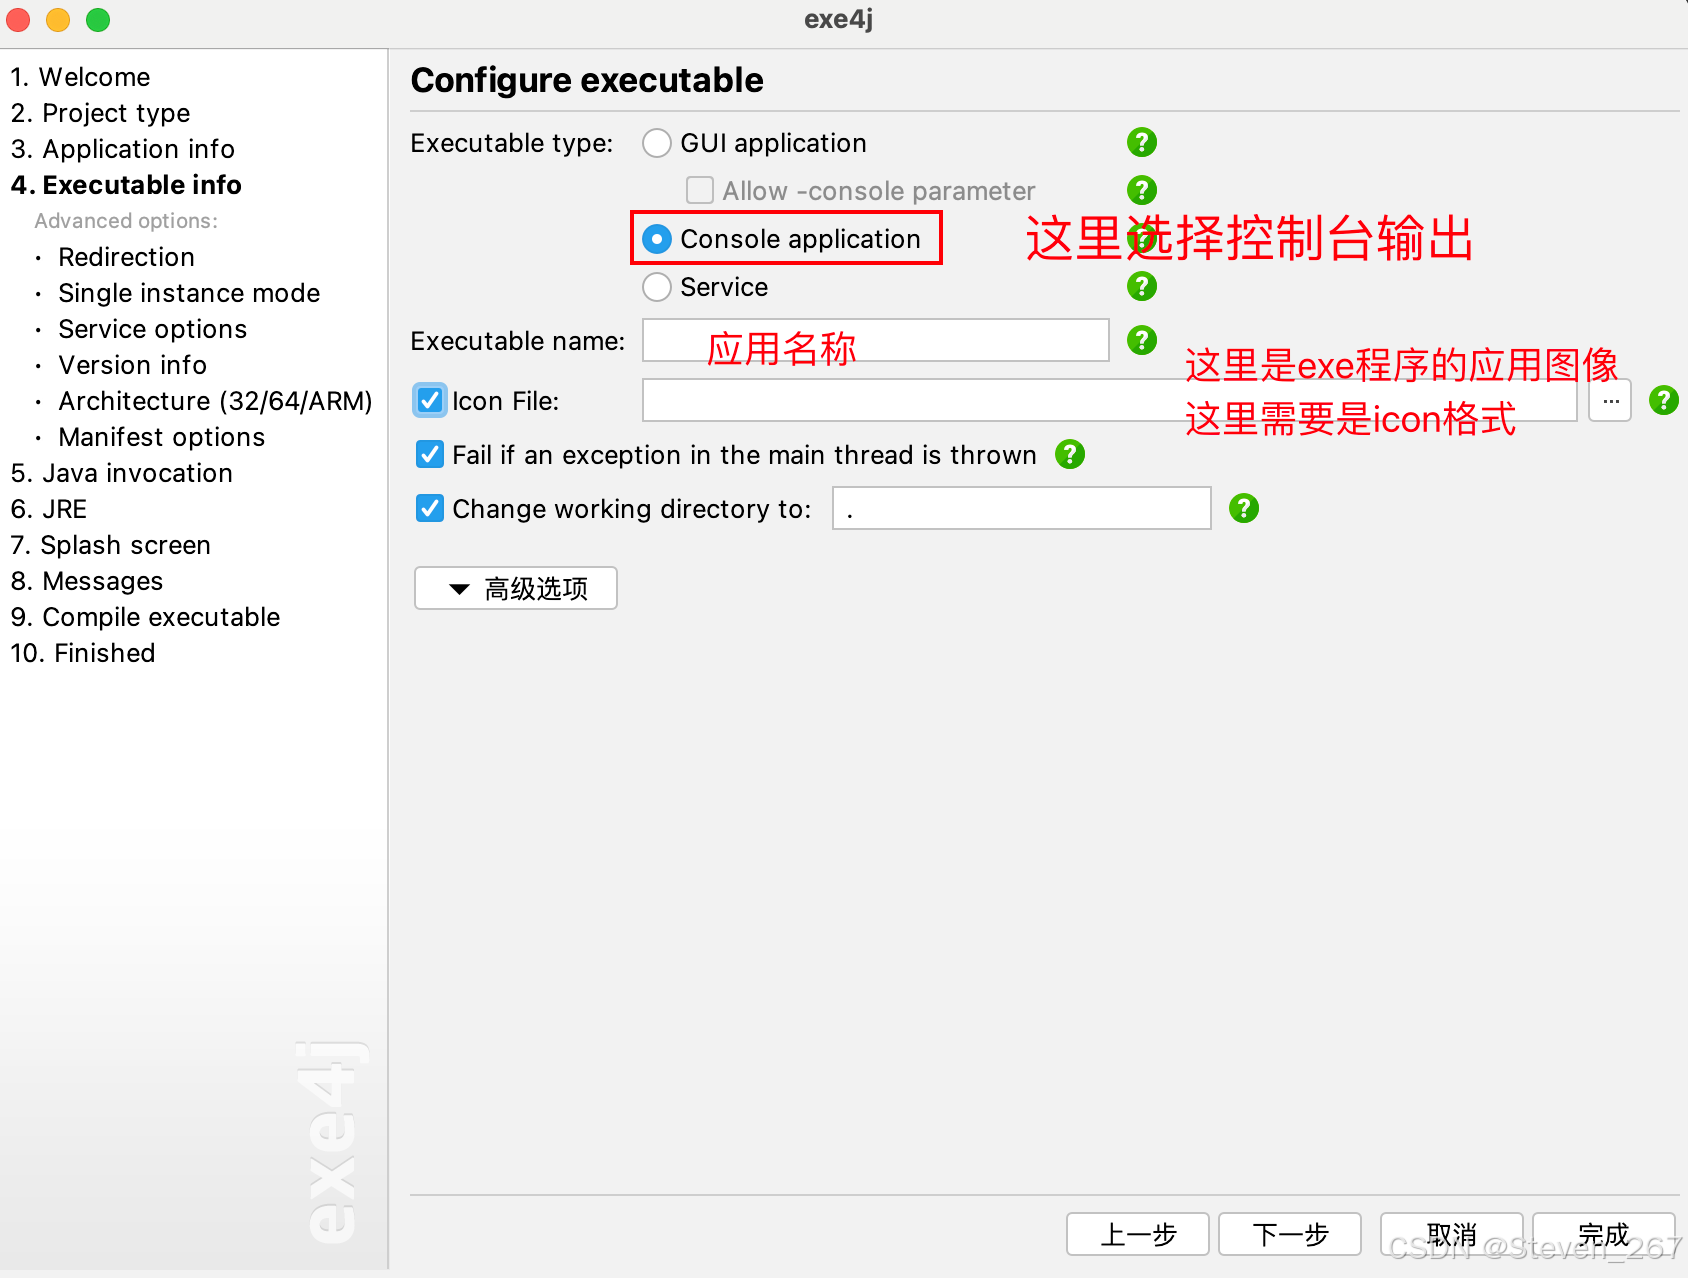 exe4j
1. Welcome
2. Project type
3. Application info
4. Executable info
Advanced options:
· Redirection
· Single instance mode
· Service options
· Version info
· Architecture (32/64/ARM)
· Manifest options
5. Java invocation
6. JRE
7. Splash screen
8. Messages
9. Compile executable
10. Finished
exe4j
Configure executable
Executable type: GUI application ?
Allow -console parameter ?
Console application ? 这里选择控制台输出
Service ?
Executable name: 应用名称 ?
这里是exe程序的应用图像
Icon File: ... ?
这里需要是icon格式
Fail if an exception in the main thread is thrown ?
Change working directory to: . ?
高级选项
上一步 下一步 取消 完成
CSDN @Steven_267